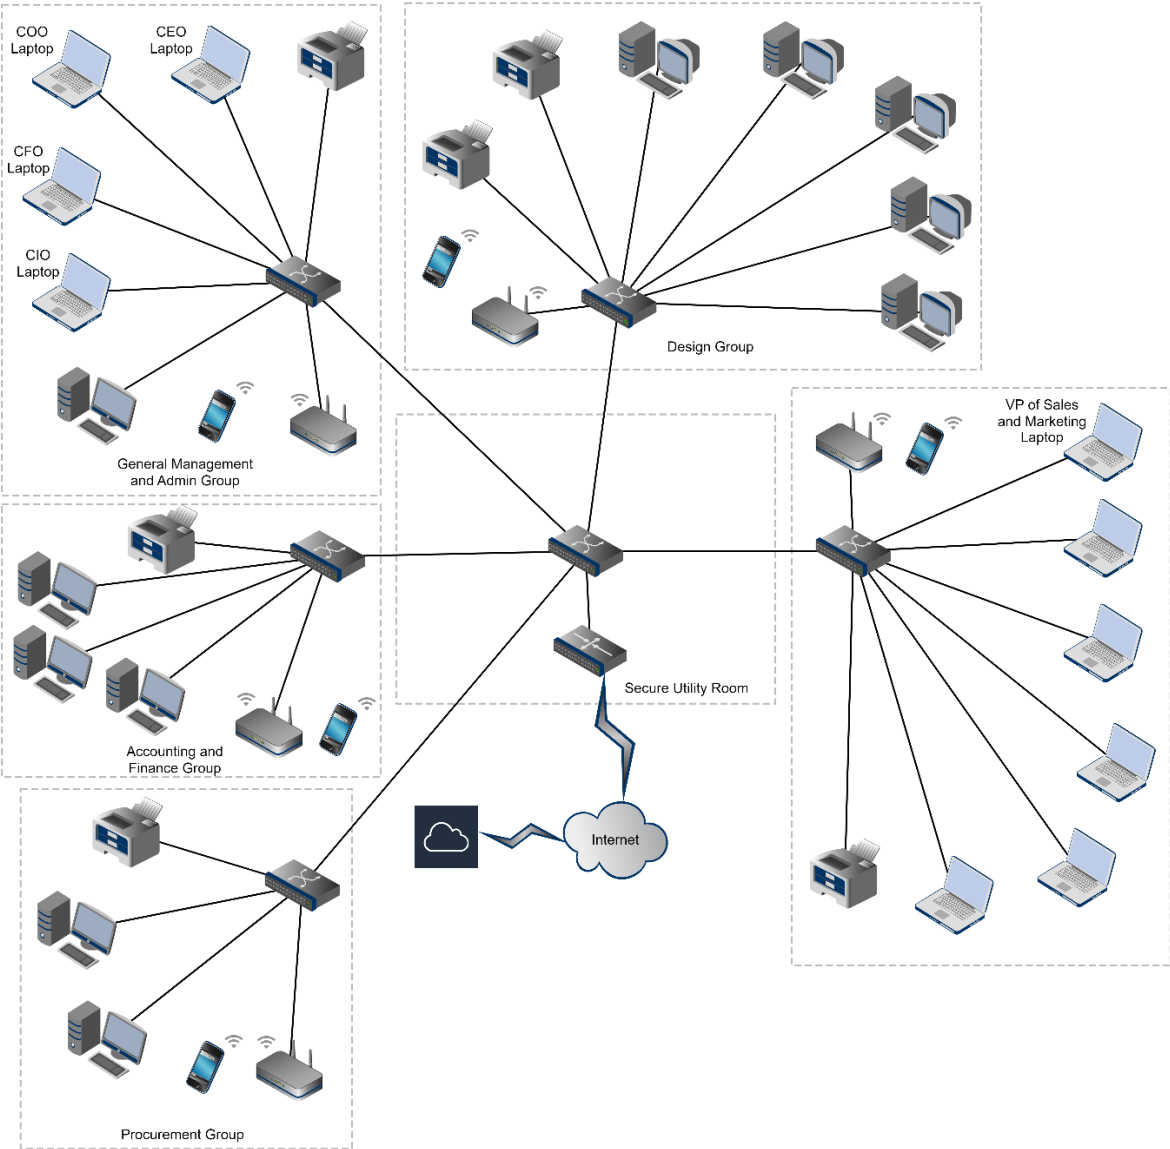 COO
Laptop
CEO
Laptop
CFO
Laptop
CIO
Laptop
General Management
and Admin Group
Design Group
VP of Sales
and Marketing
Laptop
Accounting and
Finance Group
Secure Utility Room
Internet
Procurement Group